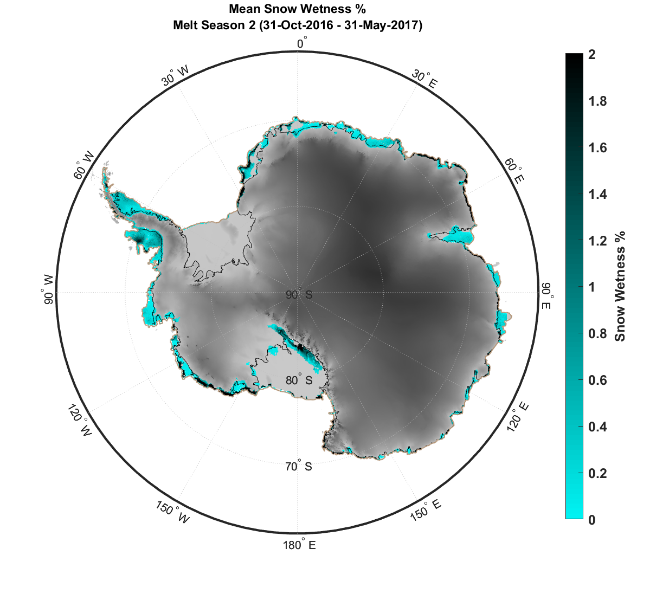 Mean Snow Wetness %
Melt Season 2 (31-Oct-2016 - 31-May-2017)
0°
30° W
30° E
60° W
60° E
90° W
90° S
90° E
80° S
120° W
120° E
70° S
150° W
150° E
180° E
2
1.8
1.6
1.4
1.2
1
0.8
0.6
0.4
0.2
0
Snow Wetness %